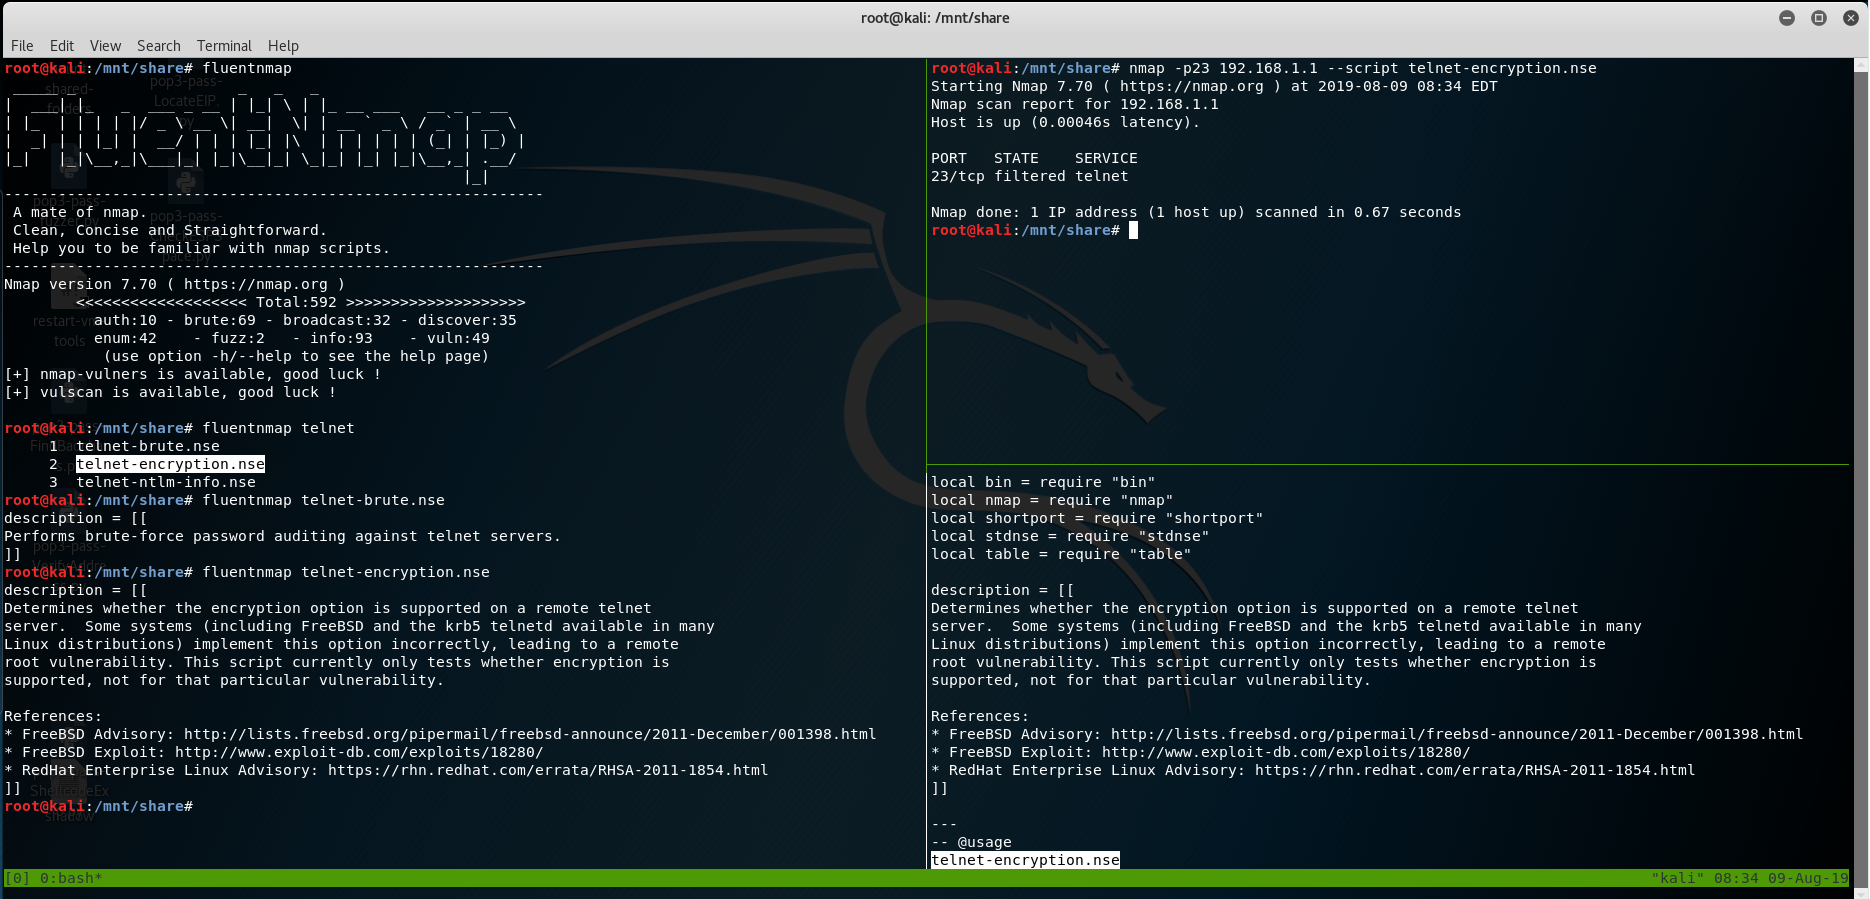 root@kali: /mnt/share
File Edit View Search Terminal Help
root@kali:/mnt/share# fluentnmap
-----------------------------------------------------------
A mate of nmap.
Clean, Concise and Straightforward.
Help you to be familiar with nmap scripts.
-----------------------------------------------------------
Nmap version 7.70 ( https://nmap.org )
<<<<<<<<<<<<<<<<<<< Total:592 >>>>>>>>>>>>>>>>>>>>
auth:10 - brute:69 - broadcast:32 - discover:35
enum:42 - fuzz:2 - info:93 - vuln:49
(use option -h/--help to see the help page)
[+] nmap-vulners is available, good luck !
[+] vulscan is available, good luck !
root@kali:/mnt/share# fluentnmap telnet
1 telnet-brute.nse
2 telnet-encryption.nse
3 telnet-ntlm-info.nse
root@kali:/mnt/share# fluentnmap telnet-brute.nse
description = [[
Performs brute-force password auditing against telnet servers.
]]
root@kali:/mnt/share# fluentnmap telnet-encryption.nse
description = [[
Determines whether the encryption option is supported on a remote telnet
server.  Some systems (including FreeBSD and the krb5 telnetd available in many
Linux distributions) implement this option incorrectly, leading to a remote
root vulnerability. This script currently only tests whether encryption is
supported, not for that particular vulnerability.
References:
* FreeBSD Advisory: http://lists.freebsd.org/pipermail/freebsd-announce/2011-December/001398.html
* FreeBSD Exploit: http://www.exploit-db.com/exploits/18280/
* RedHat Enterprise Linux Advisory: https://rhn.redhat.com/errata/RHSA-2011-1854.html
]]
root@kali:/mnt/share#
root@kali:/mnt/share# nmap -p23 192.168.1.1 --script telnet-encryption.nse
Starting Nmap 7.70 ( https://nmap.org ) at 2019-08-09 08:34 EDT
Nmap scan report for 192.168.1.1
Host is up (0.00046s latency).
PORT STATE SERVICE
23/tcp filtered telnet
Nmap done: 1 IP address (1 host up) scanned in 0.67 seconds
root@kali:/mnt/share#
local bin = require "bin"
local nmap = require "nmap"
local shortport = require "shortport"
local stdnse = require "stdnse"
local table = require "table"
description = [[
Determines whether the encryption option is supported on a remote telnet
server.  Some systems (including FreeBSD and the krb5 telnetd available in many
Linux distributions) implement this option incorrectly, leading to a remote
root vulnerability. This script currently only tests whether encryption is
supported, not for that particular vulnerability.
References:
* FreeBSD Advisory: http://lists.freebsd.org/pipermail/freebsd-announce/2011-December/001398.html
* FreeBSD Exploit: http://www.exploit-db.com/exploits/18280/
* RedHat Enterprise Linux Advisory: https://rhn.redhat.com/errata/RHSA-2011-1854.html
]]
---
-- @usage
telnet-encryption.nse
[0] 0:bash*
"kali" 08:34 09-Aug-19